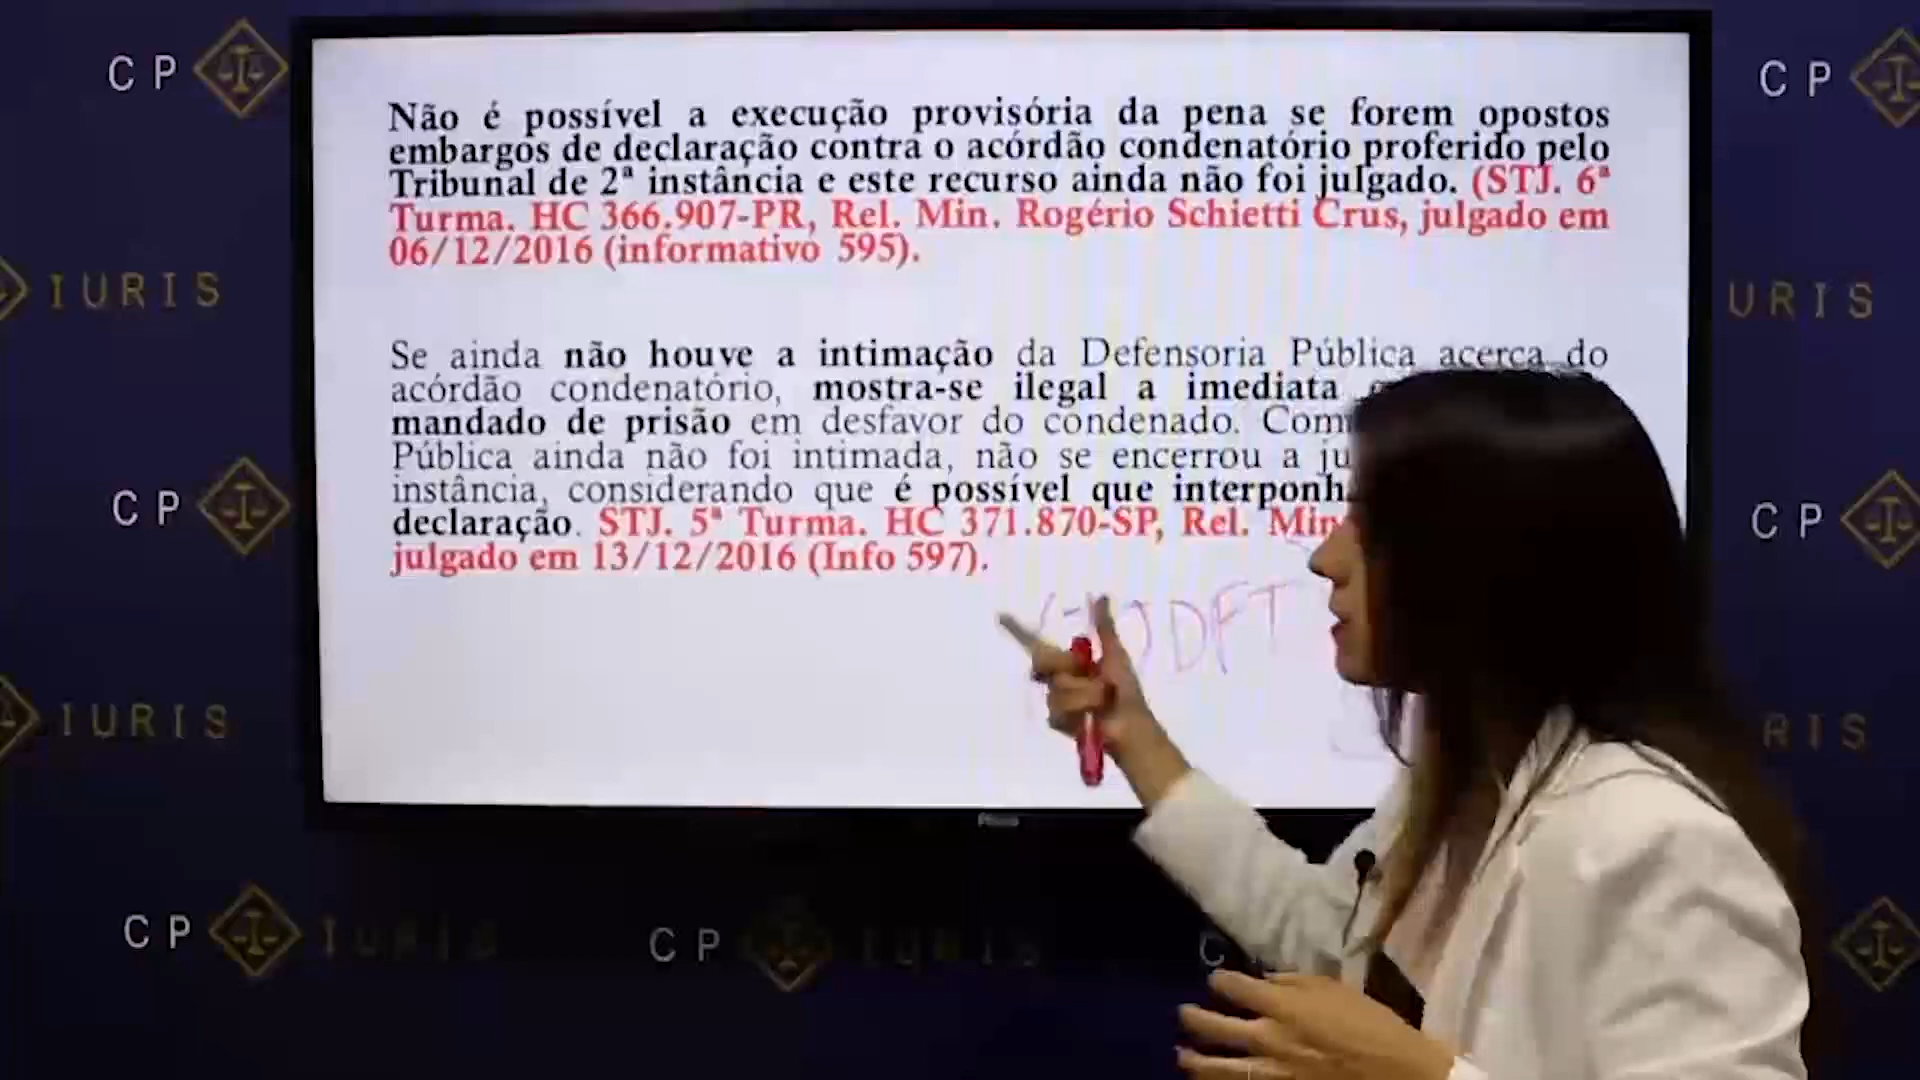 CP
CP
Não é possível a execução provisória da pena se forem opostos
embargos de declaração contra o acórdão condenatório proferido pelo
Tribunal de 2ª instância e este recurso ainda não foi julgado. (STJ. 6ª
Turma. HC 366.907-PR, Rel. Min. Rogério Schietti Crus, julgado em
06/12/2016 (informativo 595).
IURIS
URIS
Se ainda não houve a intimação da Defensoria Pública acerca do
acórdão condenatório, mostra-se ilegal a imediata
mandado de prisão em desfavor do condenado.
Pública ainda não foi intimada, não se encerrou a
instância, considerando que é possível que
declaração. STJ. 5ª Turma. HC 371.870-SP, Rel. Min
julgado em 13/12/2016 (Info 597).
CP
CP
JDFT
IURIS
RIS
CP IURIS
CP IURIS
C